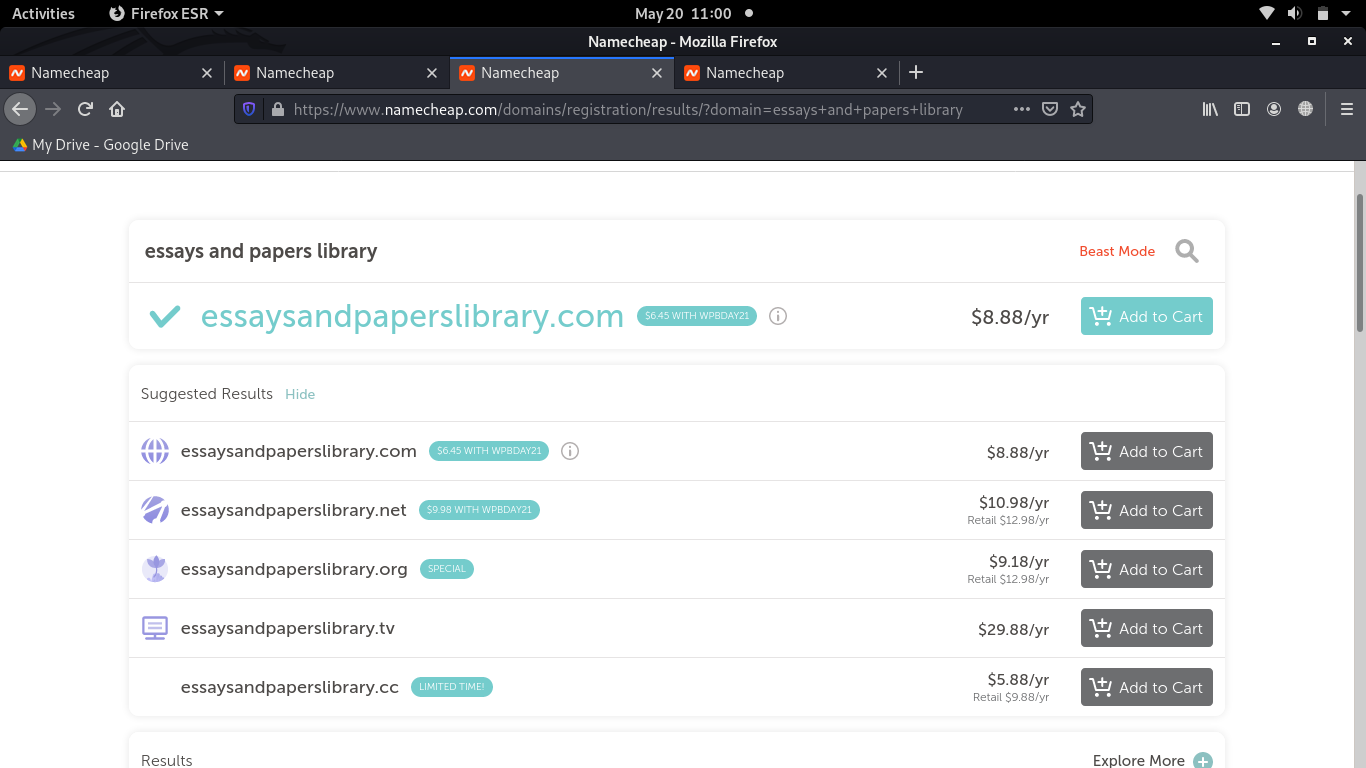 Activities Firefox ESR May 20 11:00
Namecheap - Mozilla Firefox
Namecheap Namecheap Namecheap Namecheap
https://www.namecheap.com/domains/registration/results/?domain=essays+and+papers+library
My Drive - Google Drive
essays and papers library Beast Mode
essaysandpaperslibrary.com $6.45 WITH WPBDAY21 $8.88/yr Add to Cart
Suggested Results Hide
essaysandpaperslibrary.com $6.45 WITH WPBDAY21 $8.88/yr Add to Cart
essaysandpaperslibrary.net $9.98 WITH WPBDAY21 $10.98/yr Add to Cart
Retail $12.98/yr
essaysandpaperslibrary.org SPECIAL $9.18/yr Add to Cart
Retail $12.98/yr
essaysandpaperslibrary.tv $29.88/yr Add to Cart
essaysandpaperslibrary.cc LIMITED TIME! $5.88/yr Add to Cart
Retail $9.88/yr
Results Explore More